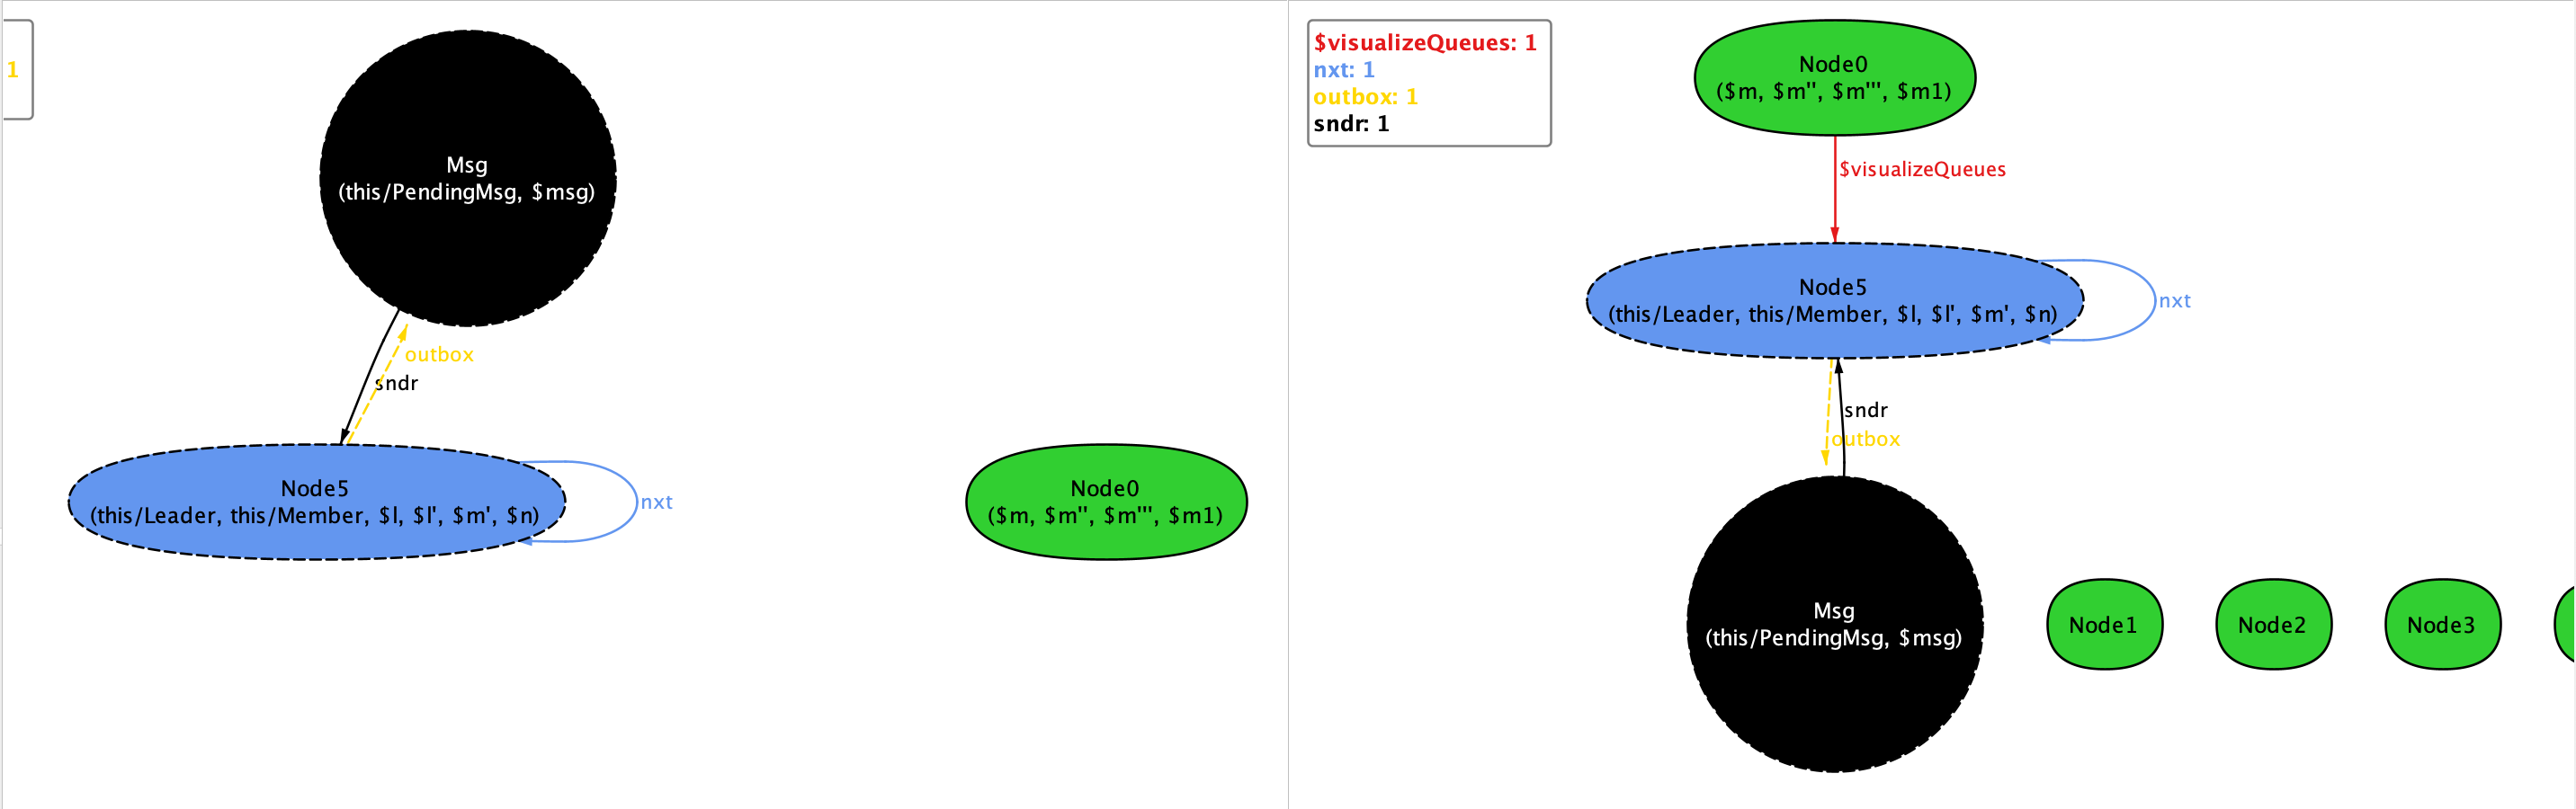 1
Msg
(this/PendingMsg, $msg)
outbox
sndr
Node5
(this/Leader, this/Member, $l, $l', $m', $n)
nxt
Node0
($m, $m'', $m''', $m1)
$visualizeQueues: 1
nxt: 1
outbox: 1
sndr: 1
Node0
($m, $m'', $m''', $m1)
$visualizeQueues
Node5
(this/Leader, this/Member, $l, $l', $m', $n)
nxt
sndr
outbox
Msg
(this/PendingMsg, $msg)
Node1
Node2
Node3